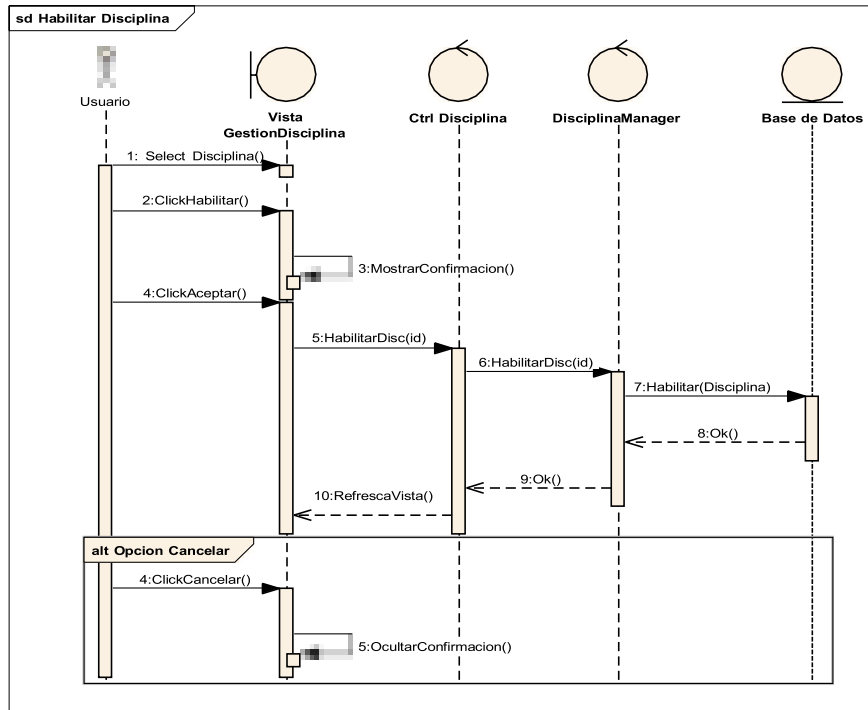 sd Habilitar Disciplina
Usuario
Vista
GestionDisciplina
Ctrl Disciplina
DisciplinaManager
Base de Datos
1: Select Disciplina()
2:ClickHabilitar()
3:MostrarConfirmacion()
4:ClickAceptar()
5:HabilitarDisc(id)
6:HabilitarDisc(id)
7:Habilitar(Disciplina)
8:Ok()
9:Ok()
10:RefrescaVista()
alt Opcion Cancelar
4:ClickCancelar()
5:OcultarConfirmacion()